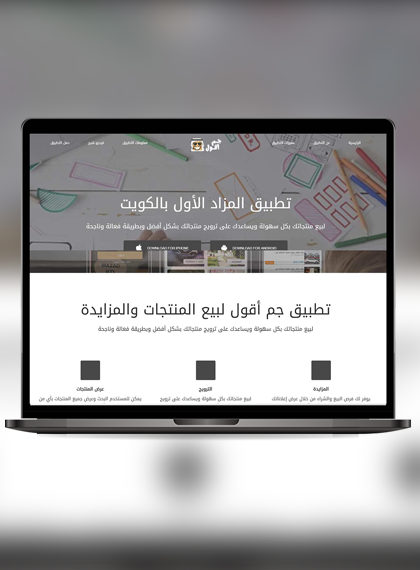 الرئيسية
عن التطبيق
مميزات التطبيق
جم أقول
معلومات التطبيق
فيديو شرح
حمل التطبيق
تطبيق المزاد الأول بالكويت
لبيع منتجاتك بكل سهولة ويساعدك على ترويج منتجاتك بشكل أفضل وبطريقة فعالة وناجحة
DOWNLOAD FOR IPHONE
DOWNLOAD FOR ANDROID
تطبيق جم أقول لبيع المنتجات والمزايدة
لبيع منتجاتك بكل سهولة ويساعدك على ترويج منتجاتك بشكل أفضل وبطريقة فعالة وناجحة
المزايدة
يوفر لك فرص البيع والشراء من خلال عرض إعلاناتك
الترويج
لبيع منتجاتك بكل سهولة ويساعدك على ترويج
عرض المنتجات
يمكن للمستخدم البحث وعرض جميع المنتجات بأي من